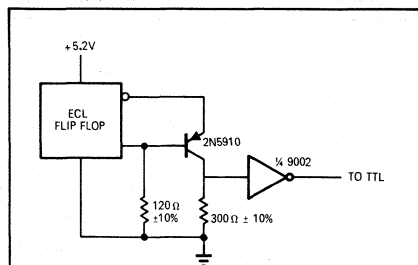 +5.2V
ECL
FLIP FLOP
2N5910
¼ 9002
TO TTL
120 Ω
±10%
300 Ω ± 10%